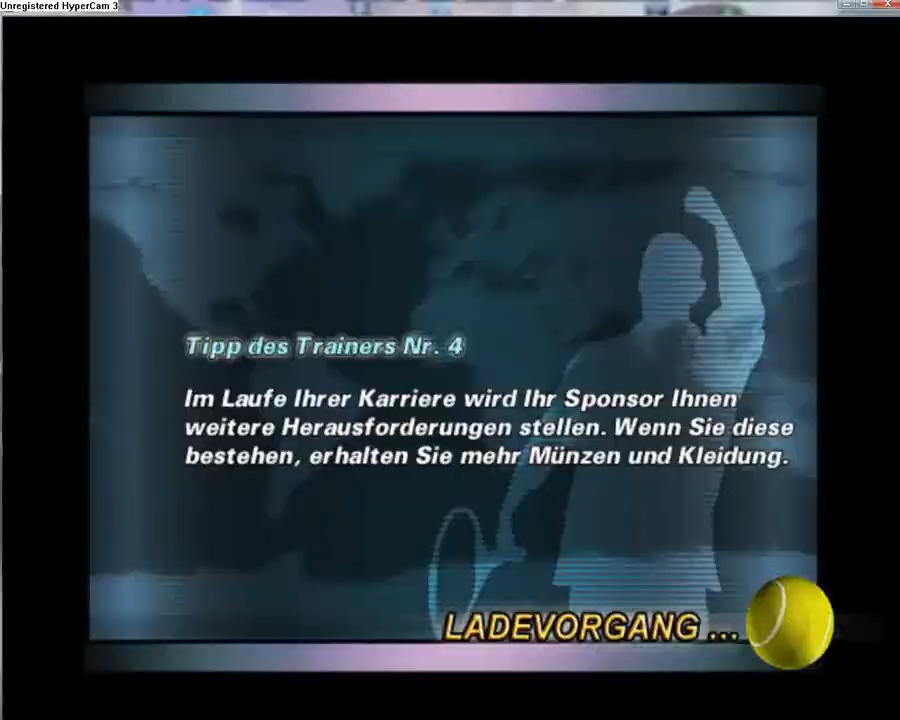 Unregistered HyperCam 3
Tipp des Trainers Nr. 4
Im Laufe Ihrer Karriere wird Ihr Sponsor Ihnen
weitere Herausforderungen stellen. Wenn Sie diese
bestehen, erhalten Sie mehr Münzen und Kleidung.
LADEVORGANG ...